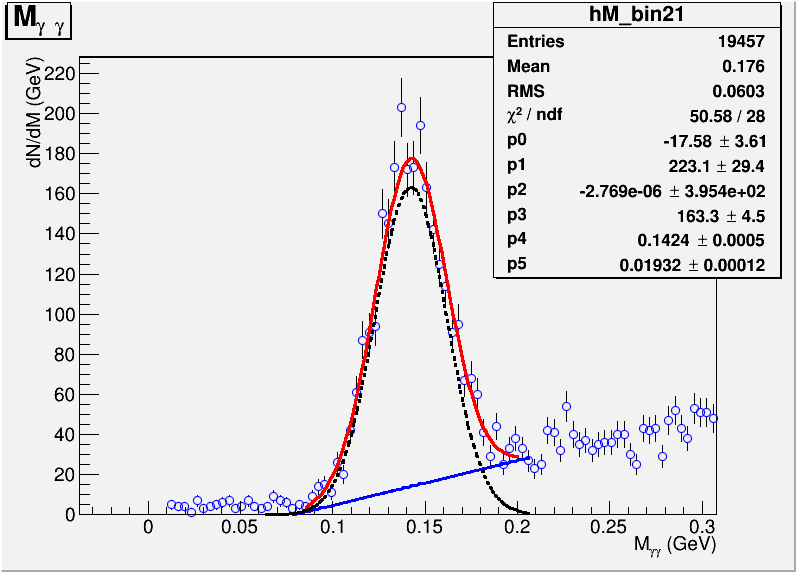 M_γγ
hM_bin21
Entries 19457
Mean 0.176
RMS 0.0603
χ² / ndf 50.58 / 28
p0 -17.58 ± 3.61
p1 223.1 ± 29.4
p2 -2.769e-06 ± 3.954e+02
p3 163.3 ± 4.5
p4 0.1424 ± 0.0005
p5 0.01932 ± 0.00012
dN/dM (GeV)
220
200
180
160
140
120
100
80
60
40
20
0
0 0.05 0.1 0.15 0.2 0.25 0.3
M_γγ (GeV)